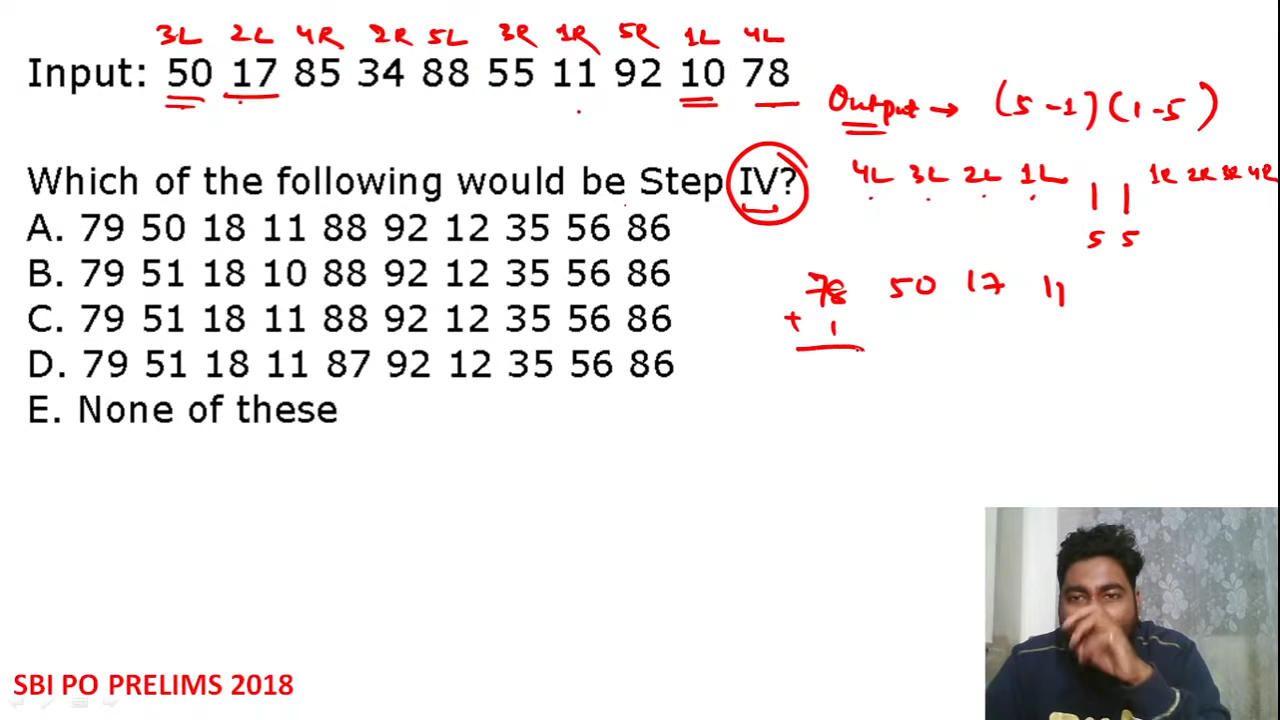 3L 2L 4R 2R 5L 3R 1R 5R 1L 4L
Input: 50 17 85 34 88 55 11 92 10 78
Output → (5-1)(1-5)
4L 3L 2L 1L | | 1R 2R 3R 4R
5 5
Which of the following would be Step IV?
A. 79 50 18 11 88 92 12 35 56 86
B. 79 51 18 10 88 92 12 35 56 86
78 50 17 11
+ 1
C. 79 51 18 11 88 92 12 35 56 86
D. 79 51 18 11 87 92 12 35 56 86
E. None of these
SBI PO PRELIMS 2018